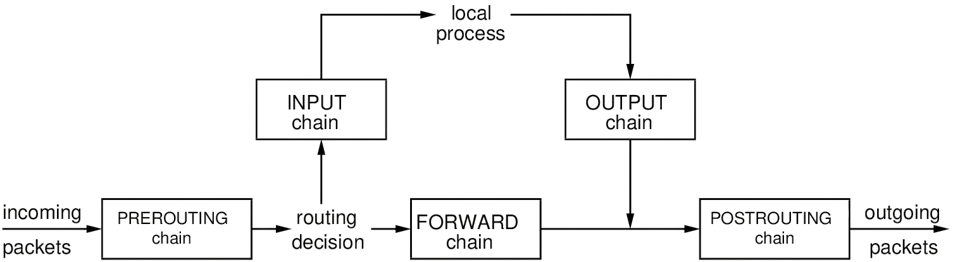 local
process
INPUT
chain
OUTPUT
chain
incoming
packets
PREROUTING
chain
routing
decision
FORWARD
chain
POSTROUTING
chain
outgoing
packets